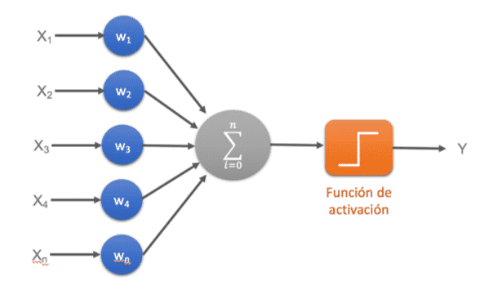 X1
w1
X2
w2
X3
w3
X4
w4
Xn
wn
n
∑
i=0
Función de
activación
Y